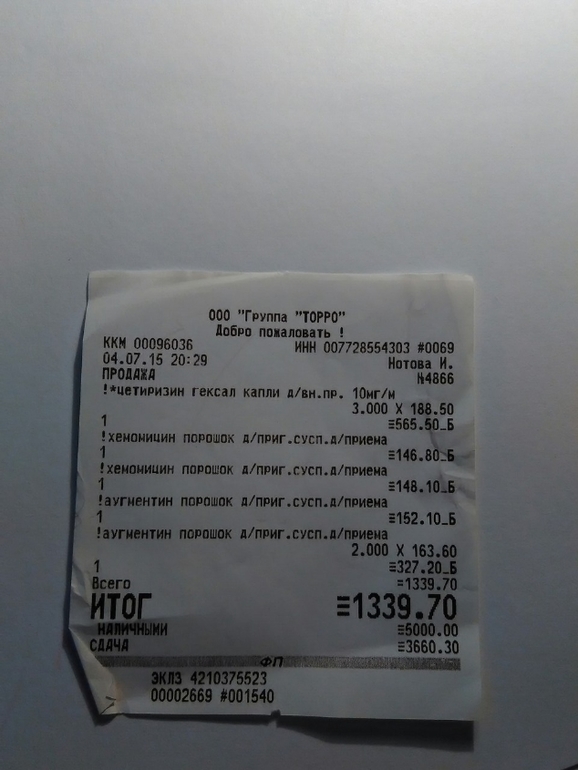 ООО "Группа "ТОРРО"
Добро пожаловать !
ККМ 00096036 ИНН 007728554303 #0069
04.07.15 20:29 Нотова И.
ПРОДАЖА №4866
!*цетиризин гексал капли д/вн.пр. 10мг/м
3.000 X 188.50
1 ≡565.50_Б
!хемомицин порошок д/приг.сусп.д/приема
1 ≡146.80_Б
!хемомицин порошок д/приг.сусп.д/приема
1 ≡148.10_Б
!аугментин порошок д/приг.сусп.д/приема
1 ≡152.10_Б
!аугментин порошок д/приг.сусп.д/приема
2.000 X 163.60
1 ≡327.20_Б
Всего =1339.70
ИТОГ ≡1339.70
НАЛИЧНЫМИ ≡5000.00
СДАЧА ≡3660.30
ФП
ЭКЛЗ 4210375523
00002669 #001540